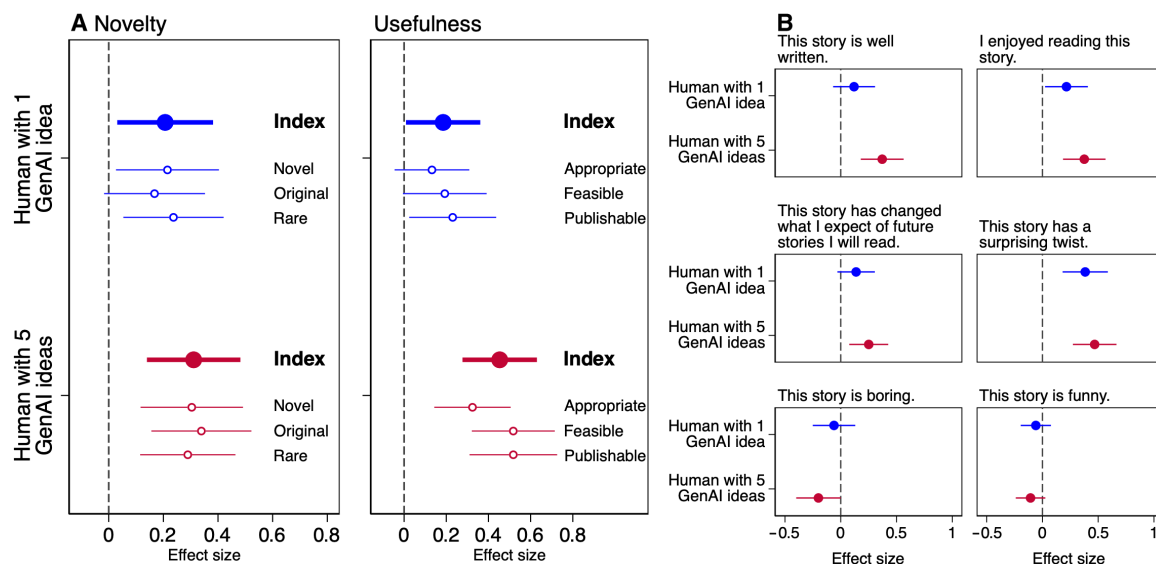 A Novelty
Usefulness
Human with 1
GenAI idea
Index
Novel
Original
Rare
Index
Appropriate
Feasible
Publishable
Human with 5
GenAI ideas
Index
Novel
Original
Rare
Index
Appropriate
Feasible
Publishable
0 0.2 0.4 0.6 0.8
Effect size
0 0.2 0.4 0.6 0.8
Effect size
B
This story is well
written.
I enjoyed reading this
story.
Human with 1
GenAI idea
Human with 5
GenAI ideas
This story has changed
what I expect of future
stories I will read.
This story has a
surprising twist.
Human with 1
GenAI idea
Human with 5
GenAI ideas
This story is boring.
This story is funny.
Human with 1
GenAI idea
Human with 5
GenAI ideas
−0.5 0 0.5 1
Effect size
−0.5 0 0.5 1
Effect size